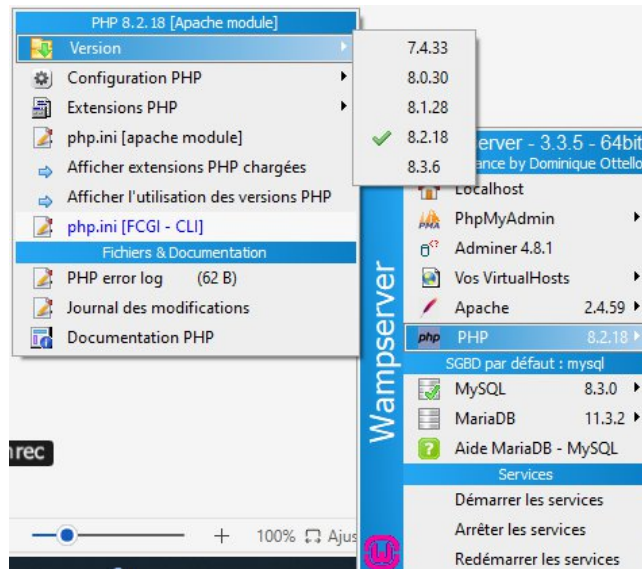 PHP 8.2.18 [Apache module]
Version
Configuration PHP
Extensions PHP
php.ini [apache module]
Afficher extensions PHP chargées
Afficher l'utilisation des versions PHP
php.ini [FCGI - CLI]
Fichiers & Documentation
PHP error log (62 B)
Journal des modifications
Documentation PHP
7.4.33
8.0.30
8.1.28
8.2.18
8.3.6
erver - 3.3.5 - 64bit
ance by Dominique Ottello
Localhost
PMA PhpMyAdmin
Adminer 4.8.1
Vos VirtualHosts
Apache 2.4.59
php PHP 8.2.18
SGBD par défaut : mysql
MySQL 8.3.0
MariaDB 11.3.2
Aide MariaDB - MySQL
Services
Démarrer les services
Arrêter les services
Redémarrer les services
Wampserver
nrec
100% Ajus